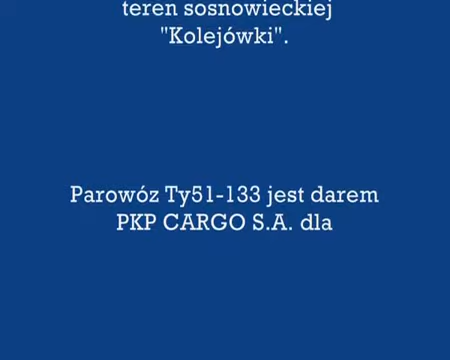 teren sosnowieckiej
"Kolejówki".
Parowóz Ty51-133 jest darem
PKP CARGO S.A. dla